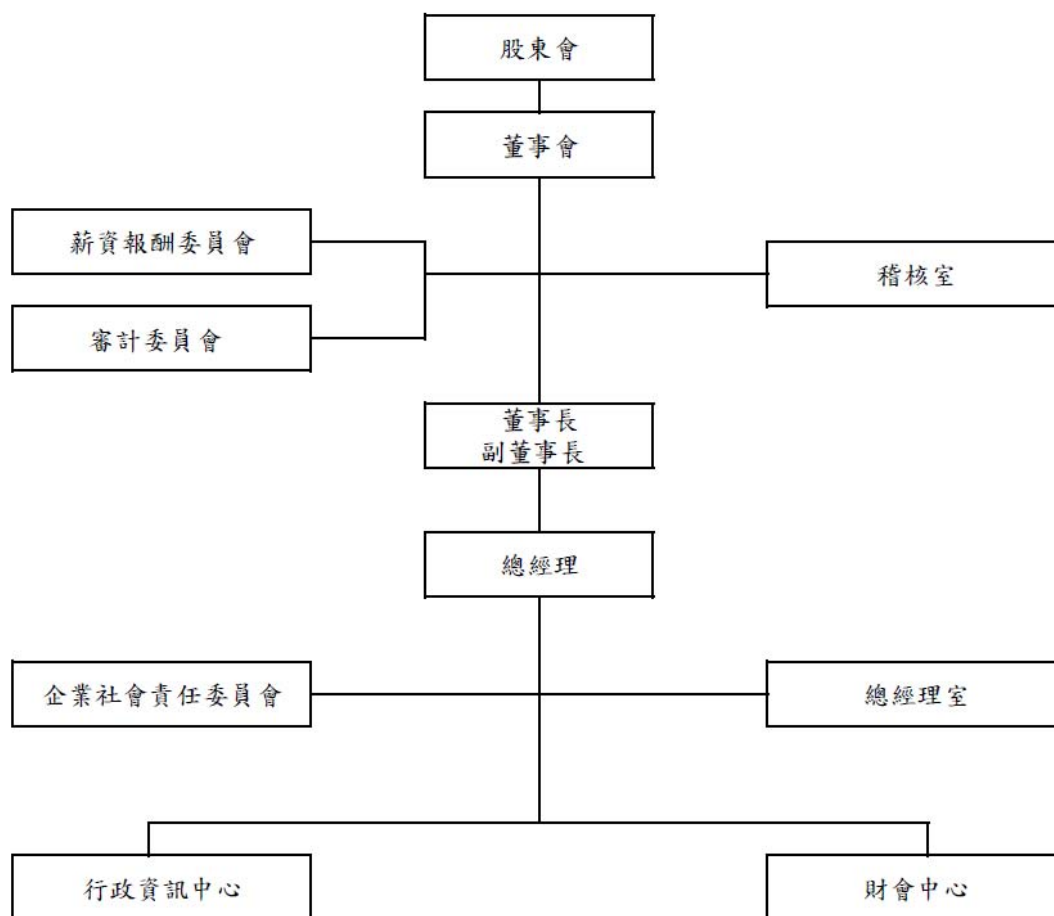 股東會
董事會
薪資報酬委員會
稽核室
審計委員會
董事長
副董事長
總經理
企業社會責任委員會
總經理室
行政資訊中心
財會中心